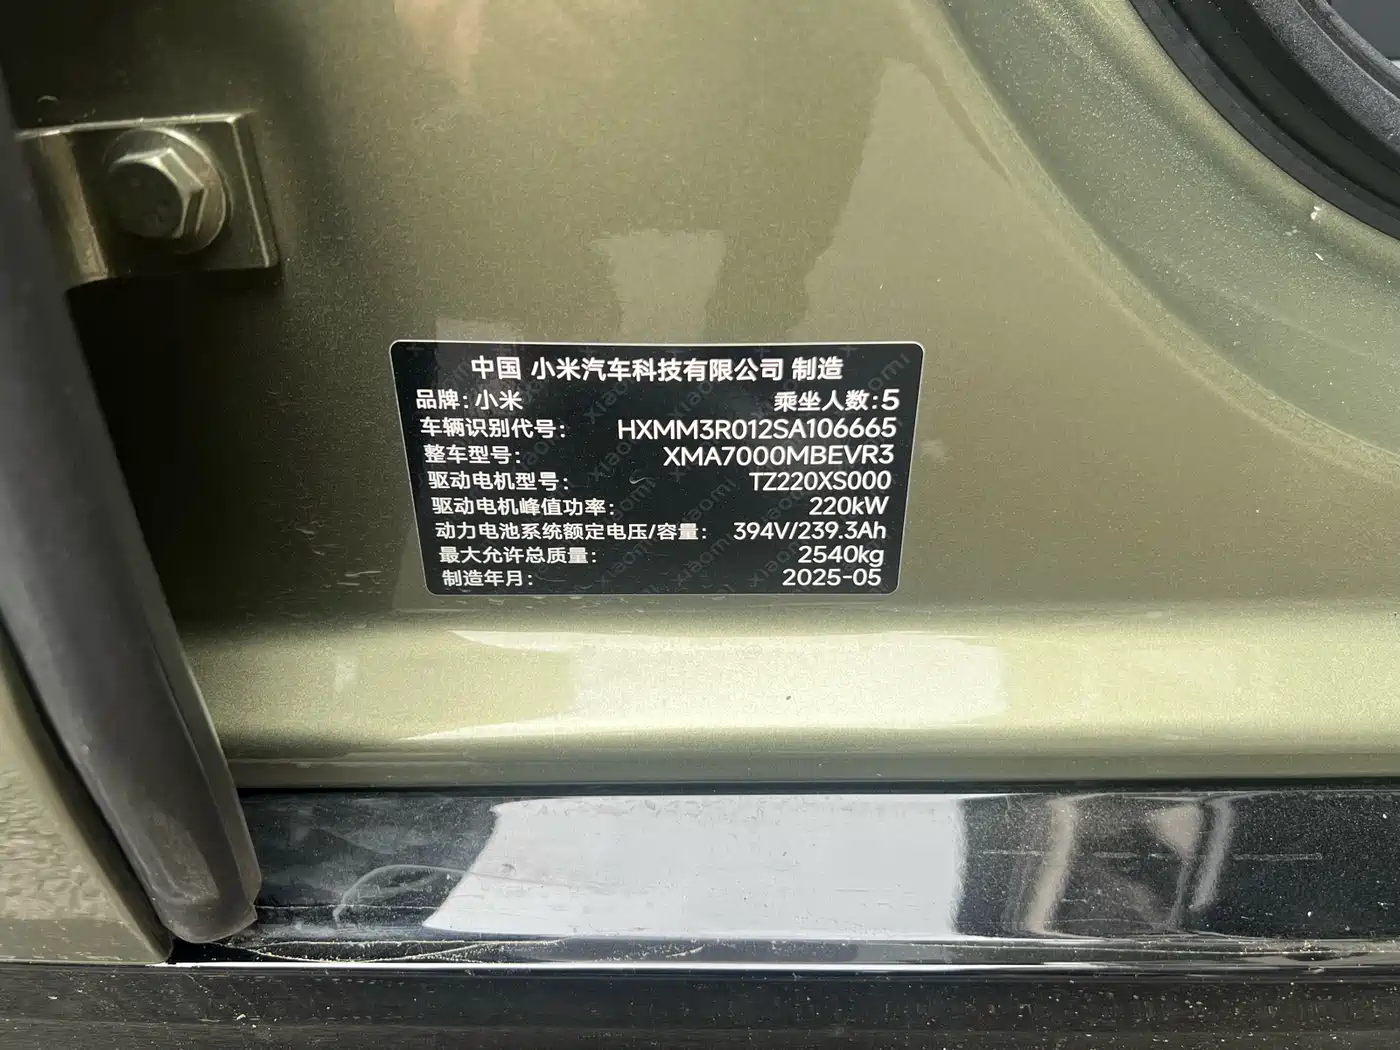 中国 小米汽车科技有限公司 制造
品牌：小米 乘坐人数：5
车辆识别代号： HXMM3R012SA106665
整车型号： XMA7000MBEVR3
驱动电机型号： TZ220XS000
驱动电机峰值功率： 220kW
动力电池系统额定电压/容量： 394V/239.3Ah
最大允许总质量： 2540kg
制造年月： 2025-05